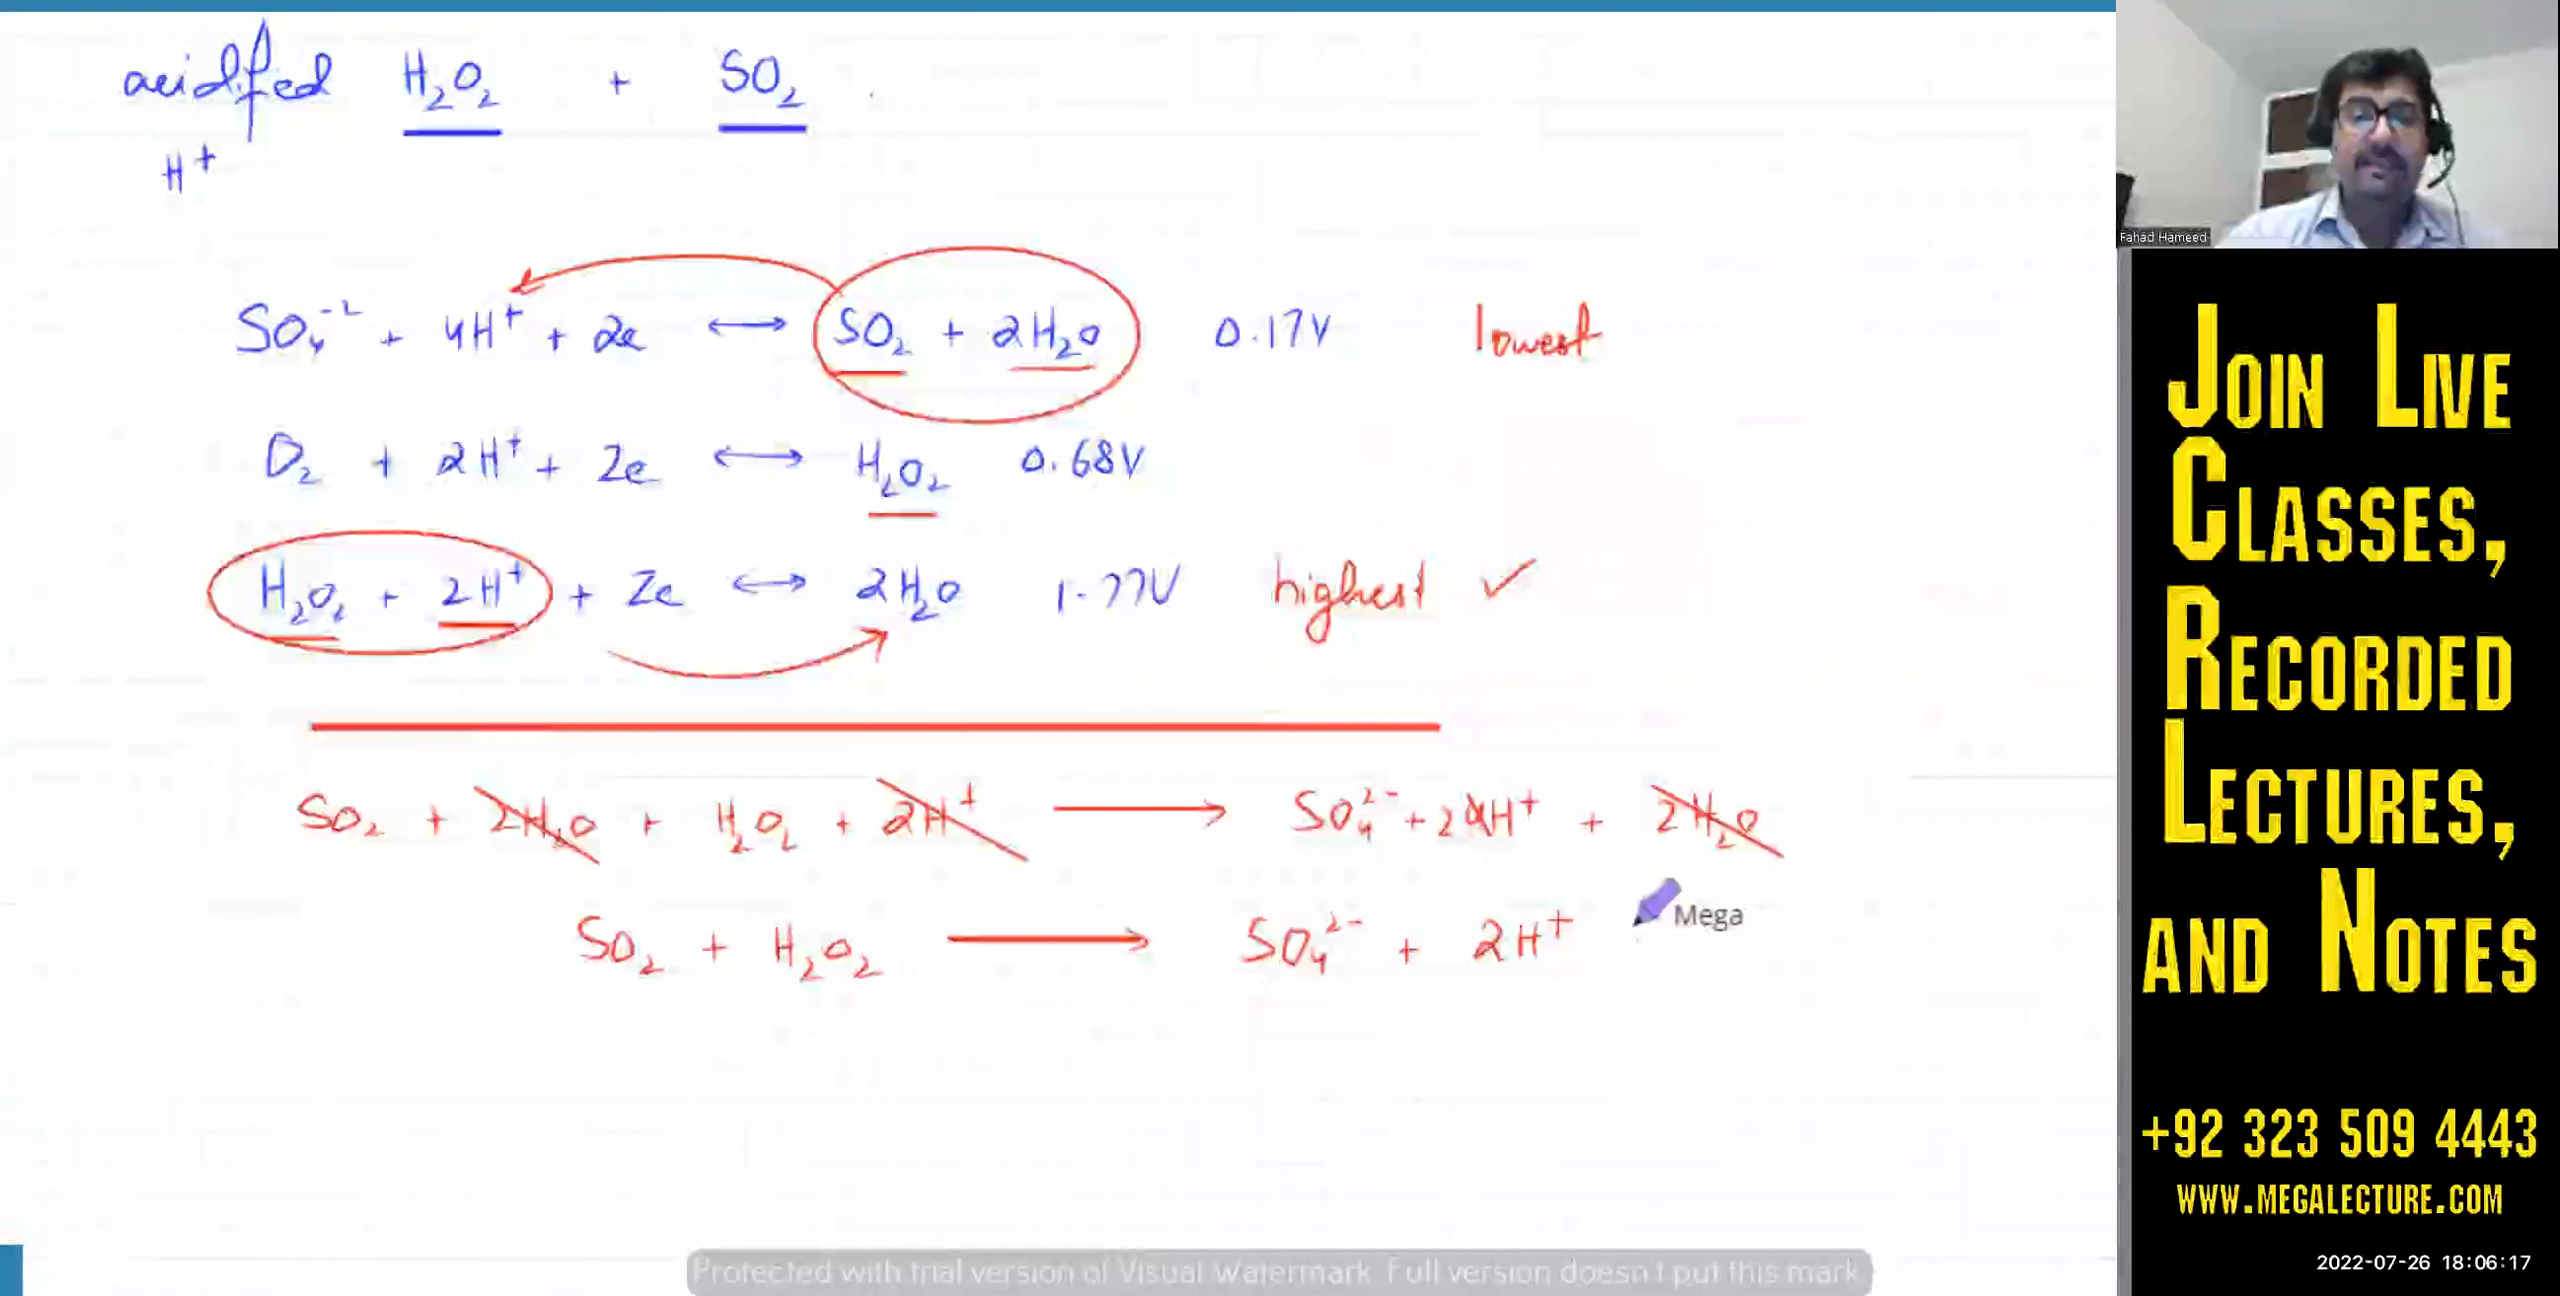 acidified H₂O₂ + SO₂
H⁺
SO₄⁻² + 4H⁺ + 2e ⟷ SO₂ + 2H₂O 0.17V lowest
O₂ + 2H⁺ + 2e ⟷ H₂O₂ 0.68V
H₂O₂ + 2H⁺ + 2e ⟷ 2H₂O 1.77V highest ✓
SO₂ + 2H₂O + H₂O₂ + 2H⁺ ⟶ SO₄²⁻ + 2 4H⁺ + 2H₂O
SO₂ + H₂O₂ ⟶ SO₄²⁻ + 2H⁺
Mega
Protected with trial version of Visual Watermark. Full version doesn't put this mark.
Fahad Hameed
JOIN LIVE
CLASSES,
RECORDED
LECTURES,
AND NOTES
+92 323 509 4443
WWW.MEGALECTURE.COM
2022-07-26 18:06:17